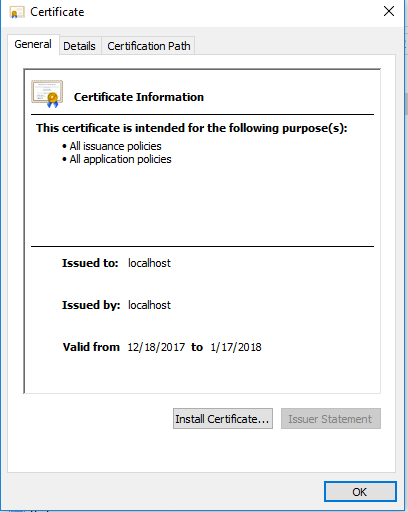 Certificate
General Details Certification Path
Certificate Information
This certificate is intended for the following purpose(s):
• All issuance policies
• All application policies
Issued to: localhost
Issued by: localhost
Valid from 12/18/2017 to 1/17/2018
Install Certificate... Issuer Statement
OK